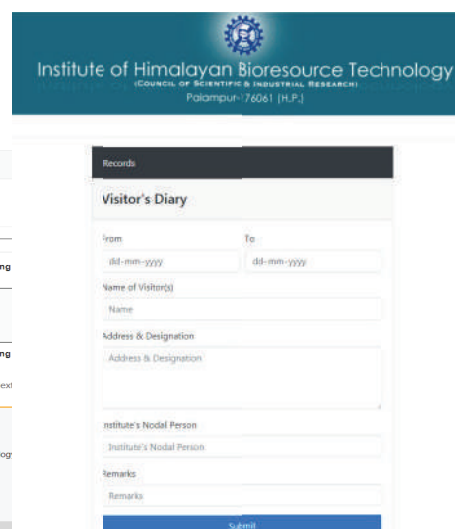 Institute of Himalayan Bioresource Technology
(Council of Scientific & Industrial Research)
Palampur-176061 (H.P.)
Records
Visitor's Diary
From To
dd-mm-yyyy dd-mm-yyyy
Name of Visitor(s)
Name
Address & Designation
Address & Designation
Institute's Nodal Person
Institute's Nodal Person
Remarks
Remarks
Submit